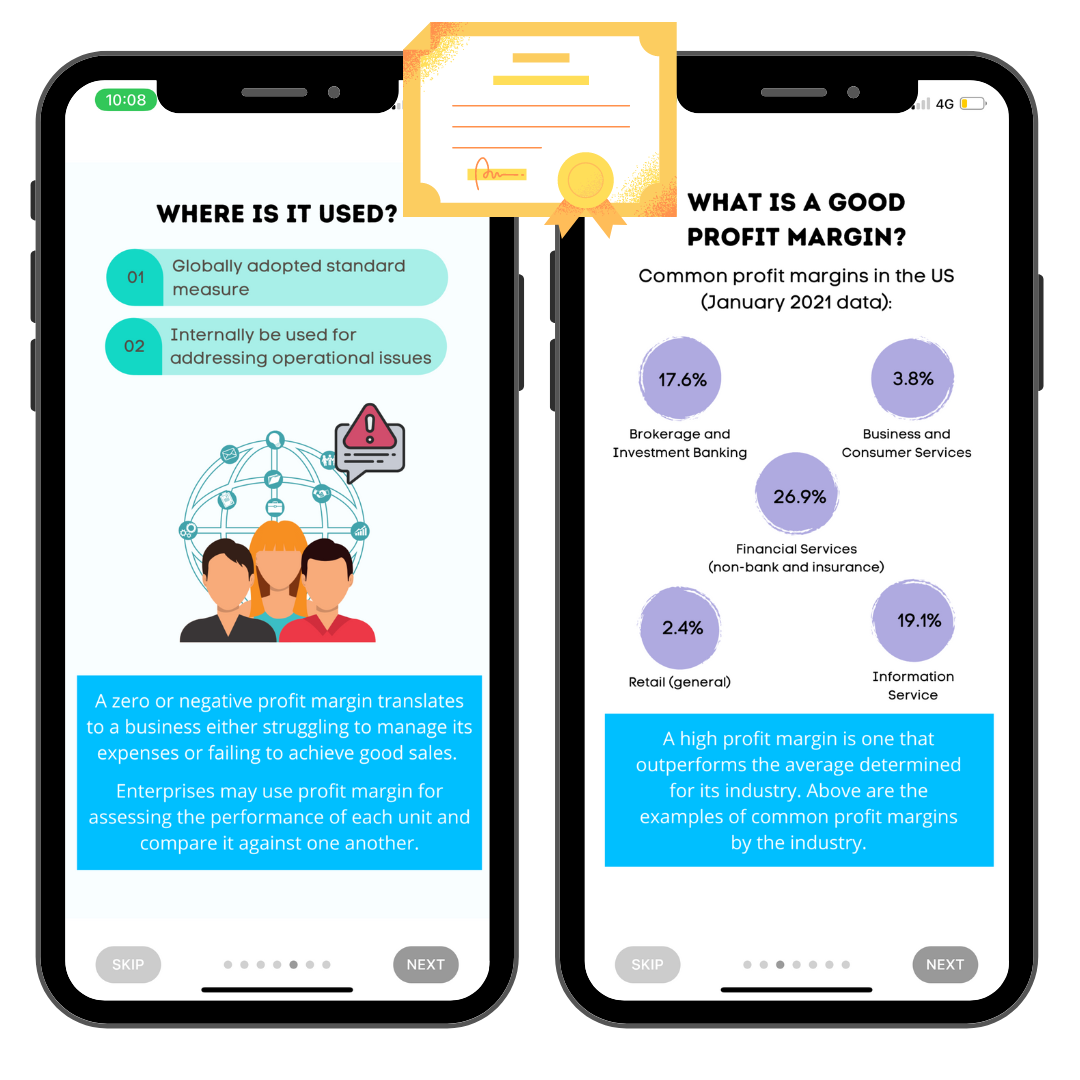 10:08
WHERE IS IT USED?
01
Globally adopted standard
measure
02
Internally be used for
addressing operational issues
A zero or negative profit margin translates
to a business either struggling to manage its
expenses or failing to achieve good sales.
Enterprises may use profit margin for
assessing the performance of each unit and
compare it against one another.
SKIP
NEXT
4G
WHAT IS A GOOD
PROFIT MARGIN?
Common profit margins in the US
(January 2021 data):
17.6%
Brokerage and
Investment Banking
3.8%
Business and
Consumer Services
26.9%
Financial Services
(non-bank and insurance)
2.4%
Retail (general)
19.1%
Information
Service
A high profit margin is one that
outperforms the average determined
for its industry. Above are the
examples of common profit margins
by the industry.
SKIP
NEXT